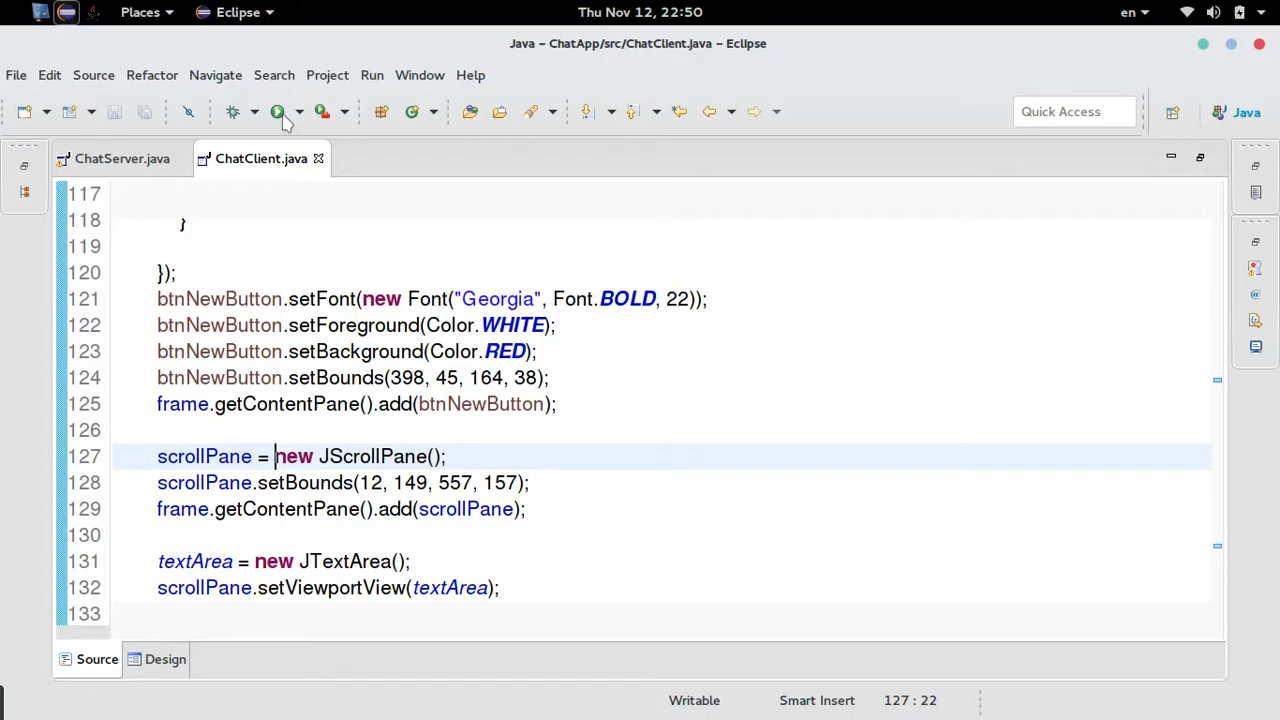 Places Eclipse Thu Nov 12, 22:50 en
Java – ChatApp/src/ChatClient.java – Eclipse
File Edit Source Refactor Navigate Search Project Run Window Help
Quick Access Java
ChatServer.java ChatClient.java
117
118 }
119
120 });
121 btnNewButton.setFont(new Font("Georgia", Font.BOLD, 22));
122 btnNewButton.setForeground(Color.WHITE);
123 btnNewButton.setBackground(Color.RED);
124 btnNewButton.setBounds(398, 45, 164, 38);
125 frame.getContentPane().add(btnNewButton);
126
127 scrollPane = new JScrollPane();
128 scrollPane.setBounds(12, 149, 557, 157);
129 frame.getContentPane().add(scrollPane);
130
131 textArea = new JTextArea();
132 scrollPane.setViewportView(textArea);
133
Source Design
Writable Smart Insert 127 : 22